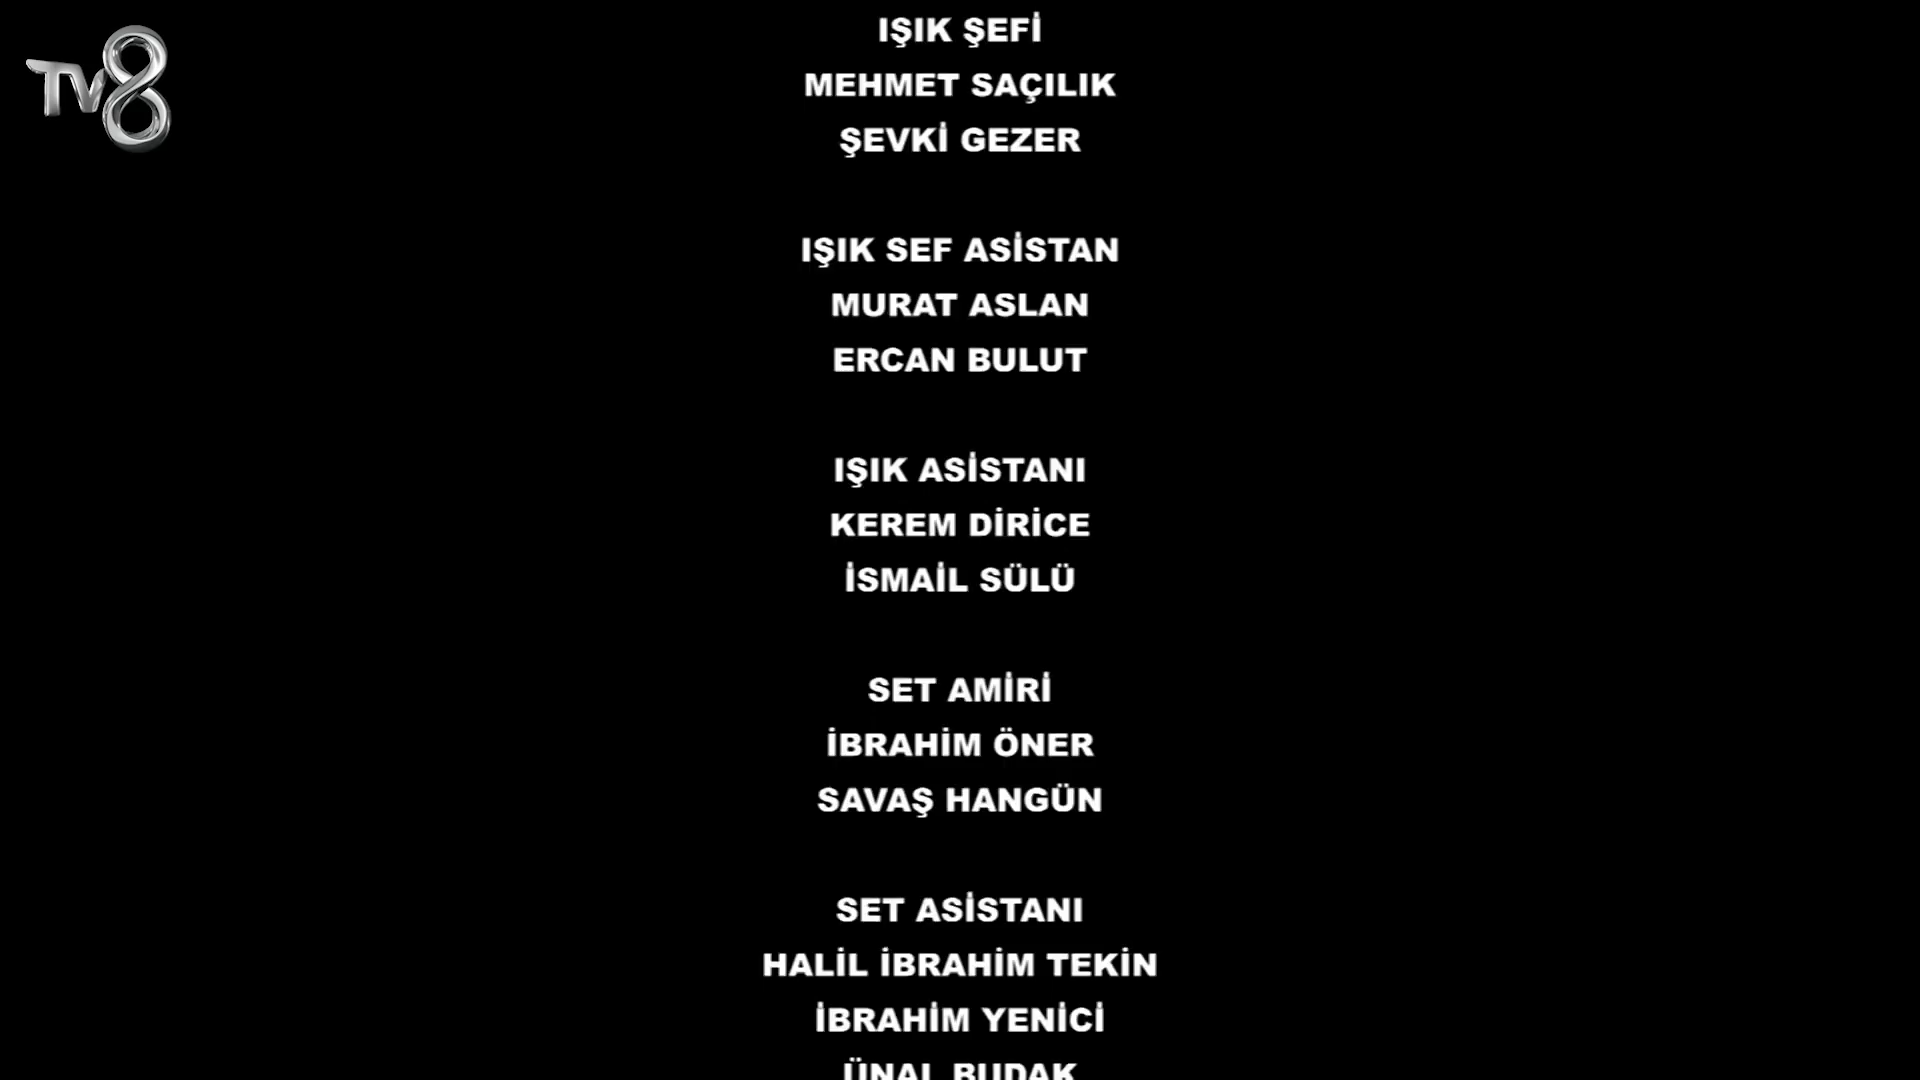 TV8
IŞIK ŞEFİ
MEHMET SAÇILIK
ŞEVKİ GEZER
IŞIK SEF ASİSTAN
MURAT ASLAN
ERCAN BULUT
IŞIK ASİSTANI
KEREM DİRİCE
İSMAİL SÜLÜ
SET AMİRİ
İBRAHİM ÖNER
SAVAŞ HANGÜN
SET ASİSTANI
HALİL İBRAHİM TEKİN
İBRAHİM YENİCİ
ÜNAL BUDAK